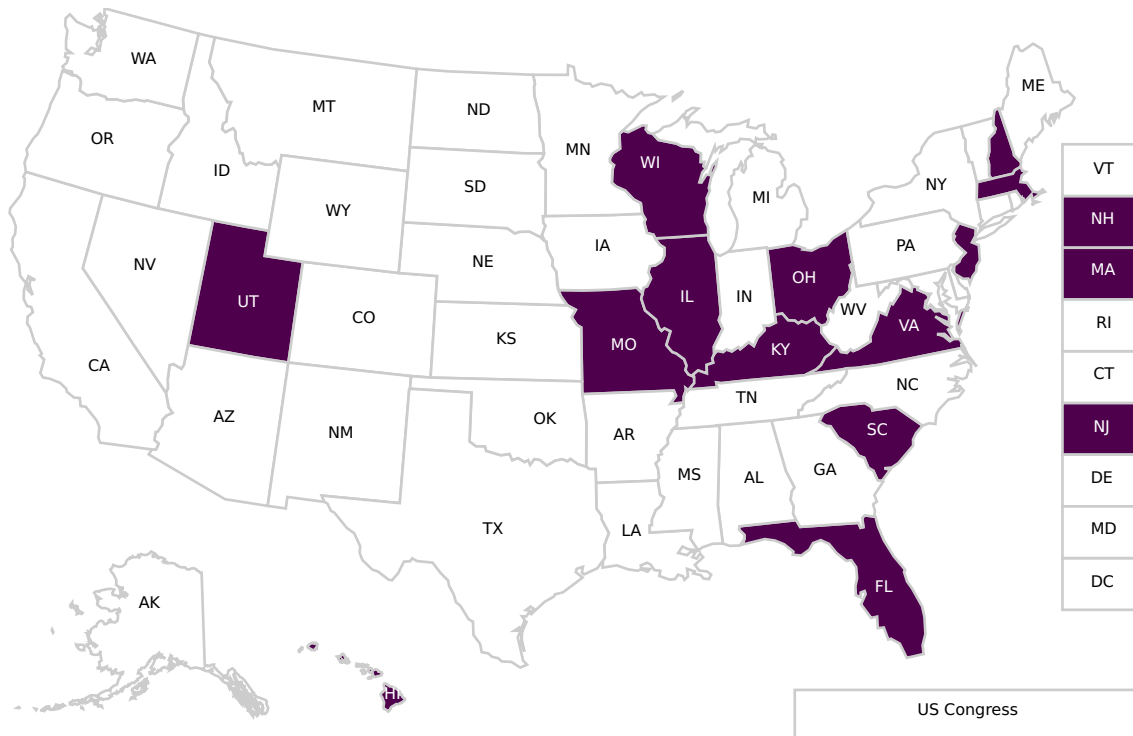 WA
ME
MT
ND
OR
MN
WI
VT
ID
SD
NY
WY
MI
NH
IA
PA
NE
NV
MA
OH
IL
IN
UT
WV
CO
RI
VA
KS
MO
KY
CA
CT
NC
TN
AZ
OK
NM
AR
SC
NJ
GA
MS
AL
DE
TX
LA
MD
DC
FL
AK
HI
US Congress